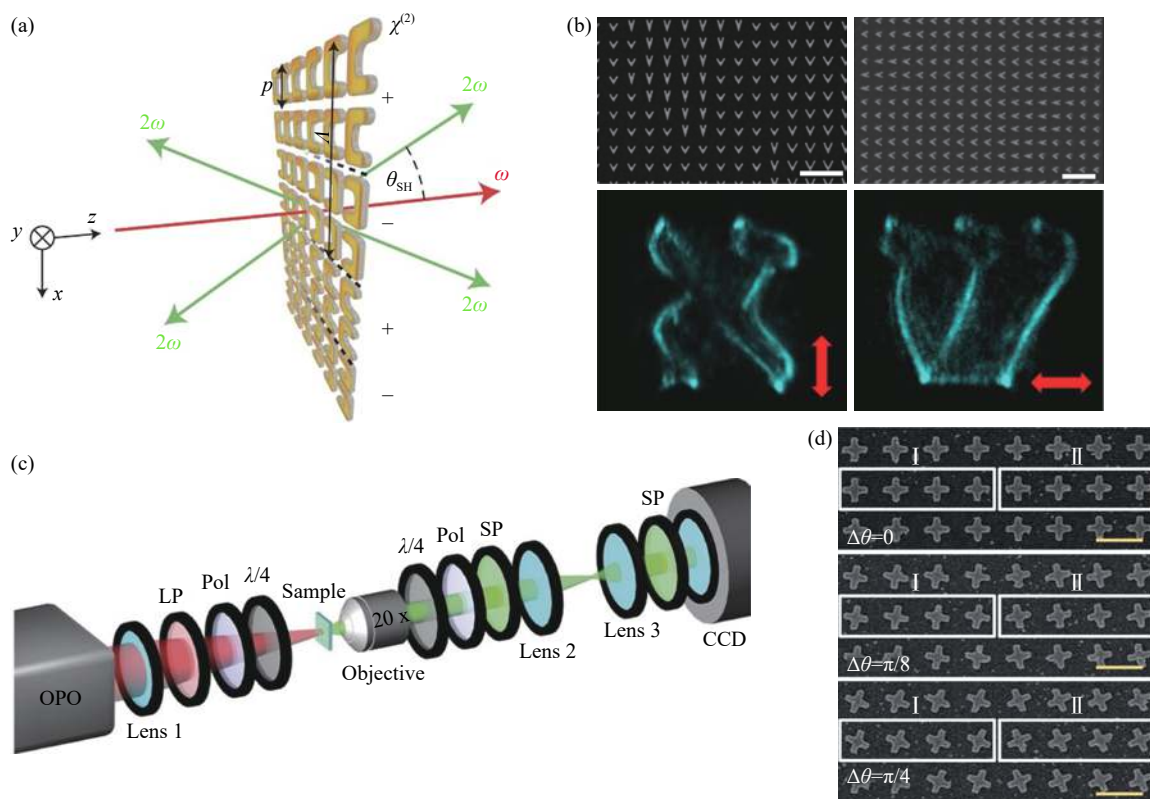 (a)
χ(2)
p
Λ
+
2ω
2ω
θSH
ω
y
z
x
−
2ω
2ω
+
−
(b)
(c)
OPO
Lens 1
LP
Pol
λ/4
Sample
Objective
20 x
λ/4
Pol
SP
Lens 2
Lens 3
SP
CCD
(d)
Ⅰ
Ⅱ
Δθ=0
Ⅰ
Ⅱ
Δθ=π/8
Ⅰ
Ⅱ
Δθ=π/4